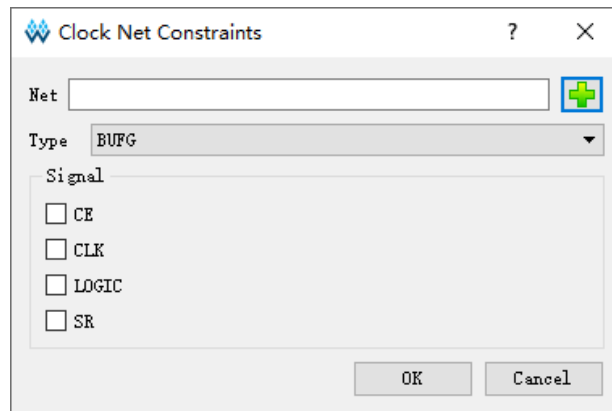 Clock Net Constraints ?
Net
Type BUFG
Signal
CE
CLK
LOGIC
SR
OK Cancel